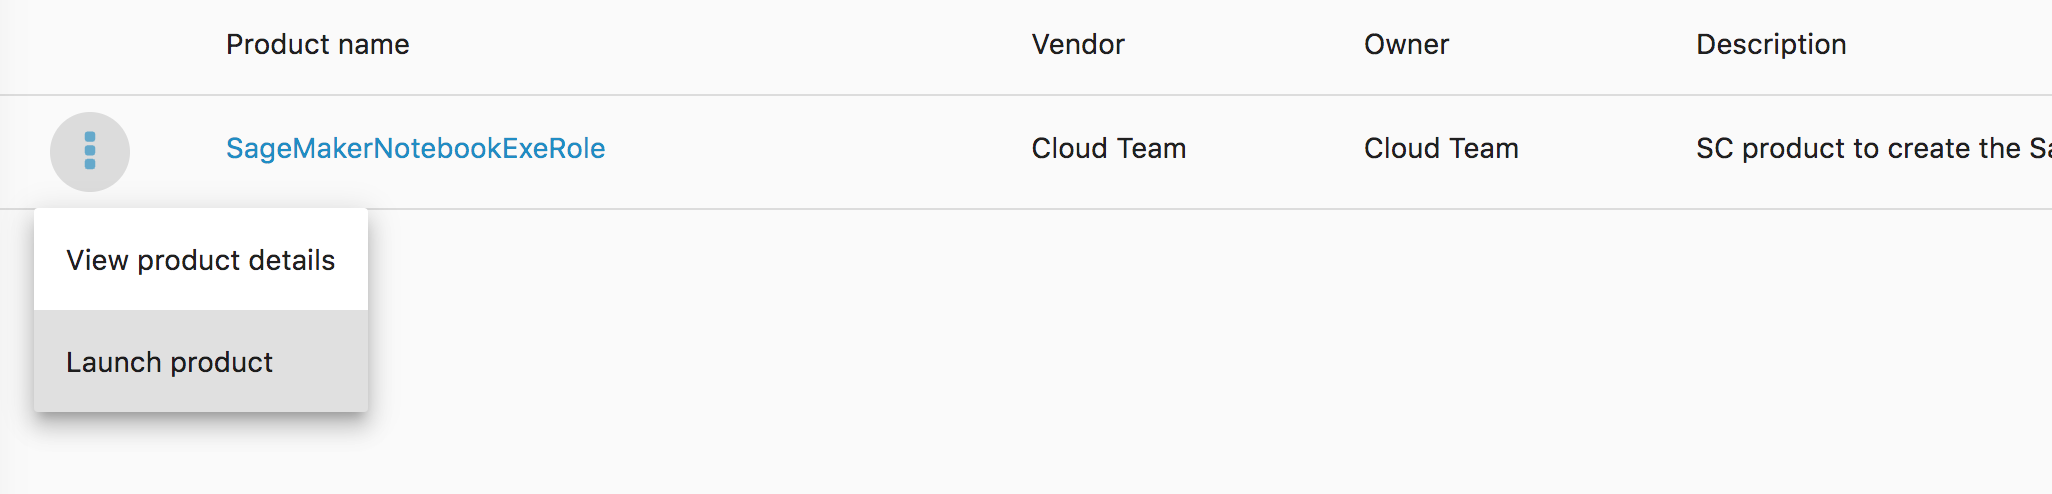 Product name Vendor Owner Description
SageMakerNotebookExeRole Cloud Team Cloud Team SC product to create the
View product details
Launch product